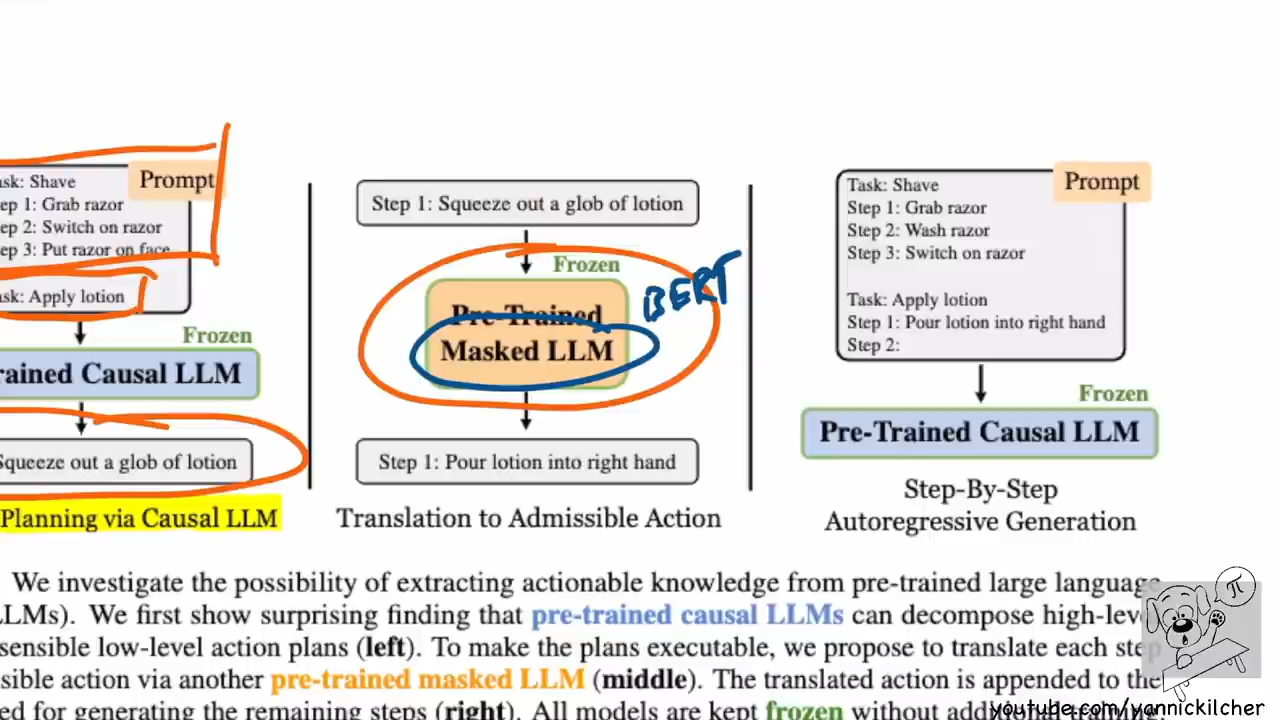 ask: Shave
Prompt
ep 1: Grab razor
ep 2: Switch on razor
ep 3: Put razor on face
ask: Apply lotion
Frozen
rained Causal LLM
Squeeze out a glob of lotion
Planning via Causal LLM
Step 1: Squeeze out a glob of lotion
Frozen
Pre-Trained
Masked LLM
BERT
Step 1: Pour lotion into right hand
Translation to Admissible Action
Task: Shave
Prompt
Step 1: Grab razor
Step 2: Wash razor
Step 3: Switch on razor
Task: Apply lotion
Step 1: Pour lotion into right hand
Step 2:
Frozen
Pre-Trained Causal LLM
Step-By-Step
Autoregressive Generation
We investigate the possibility of extracting actionable knowledge from pre-trained large language
LLMs). We first show surprising finding that pre-trained causal LLMs can decompose high-leve
sensible low-level action plans (left). To make the plans executable, we propose to translate each step
sible action via another pre-trained masked LLM (middle). The translated action is appended to the
ed for generating the remaining steps (right). All models are kept frozen without
π
youtube.com/yannickilcher